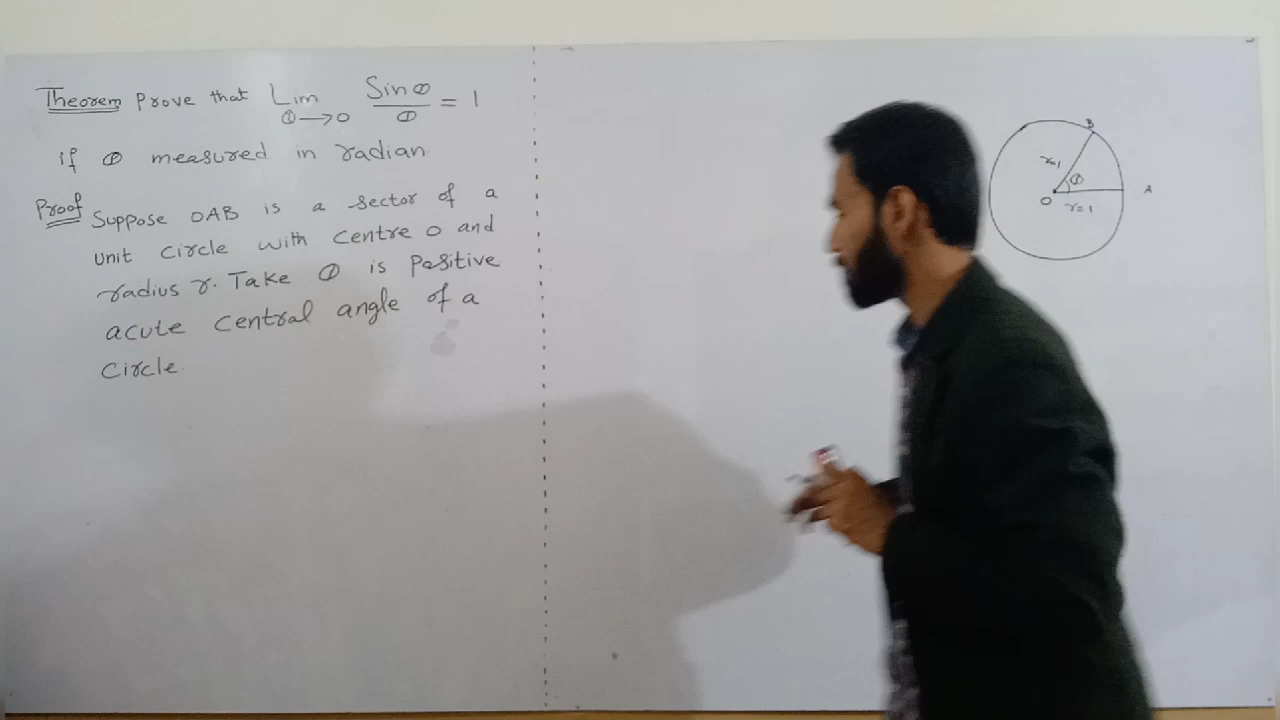 Theorem Prove that Lim Sin θ / θ = 1
θ → 0
if θ measured in radian
Proof Suppose OAB is a sector of a
unit circle with centre O and
radius r. Take θ is Positive
acute central angle of a
Circle.
B
r=1
θ
A
O
r=1